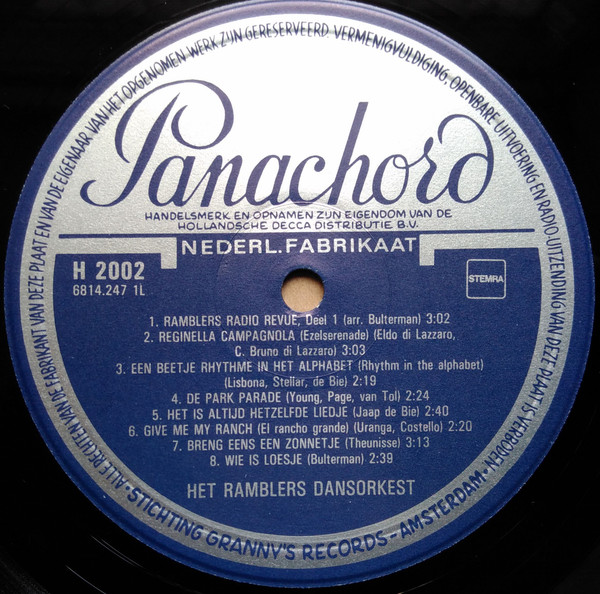 ALLE RECHTEN VAN DE FABRIKANT VAN DEZE PLAAT EN VAN DE EIGENAAR VAN HET OPGENOMEN WERK ZIJN GERESERVEERD. VERMENIGVULDIGING, OPENBARE UITVOERING EN RADIO-UITZENDING VAN DEZE PLAAT IS VERBODEN
Panachord
HANDELSMERK EN OPNAMEN ZIJN EIGENDOM VAN DE
HOLLANDSCHE DECCA DISTRIBUTIE B.V.
NEDERL. FABRIKAAT
H 2002
6814.247 1L
STEMRA
1. RAMBLERS RADIO REVUE, Deel 1 (arr. Bulterman) 3:02
2. REGINELLA CAMPAGNOLA (Ezelserenade) (Eldo di Lazzaro,
C. Bruno di Lazzaro) 3:03
3. EEN BEETJE RHYTHME IN HET ALPHABET (Rhythm in the alphabet)
(Lisbona, Stellar, de Bie) 2:19
4. DE PARK PARADE (Young, Page, van Tol) 2:24
5. HET IS ALTIJD HETZELFDE LIEDJE (Jaap de Bie) 2:40
6. GIVE ME MY RANCH (El rancho grande) (Uranga, Costello) 2:20
7. BRENG EENS EEN ZONNETJE (Theunisse) 3:13
8. WIE IS LOESJE (Bulterman) 2:39
HET RAMBLERS DANSORKEST
STICHTING GRANNY'S RECORDS - AMSTERDAM